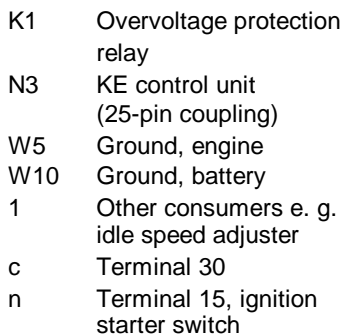 K1 Overvoltage protection
relay
N3 KE control unit
(25-pin coupling)
W5 Ground, engine
W10 Ground, battery
1 Other consumers e. g.
idle speed adjuster
c Terminal 30
n Terminal 15, ignition
starter switch